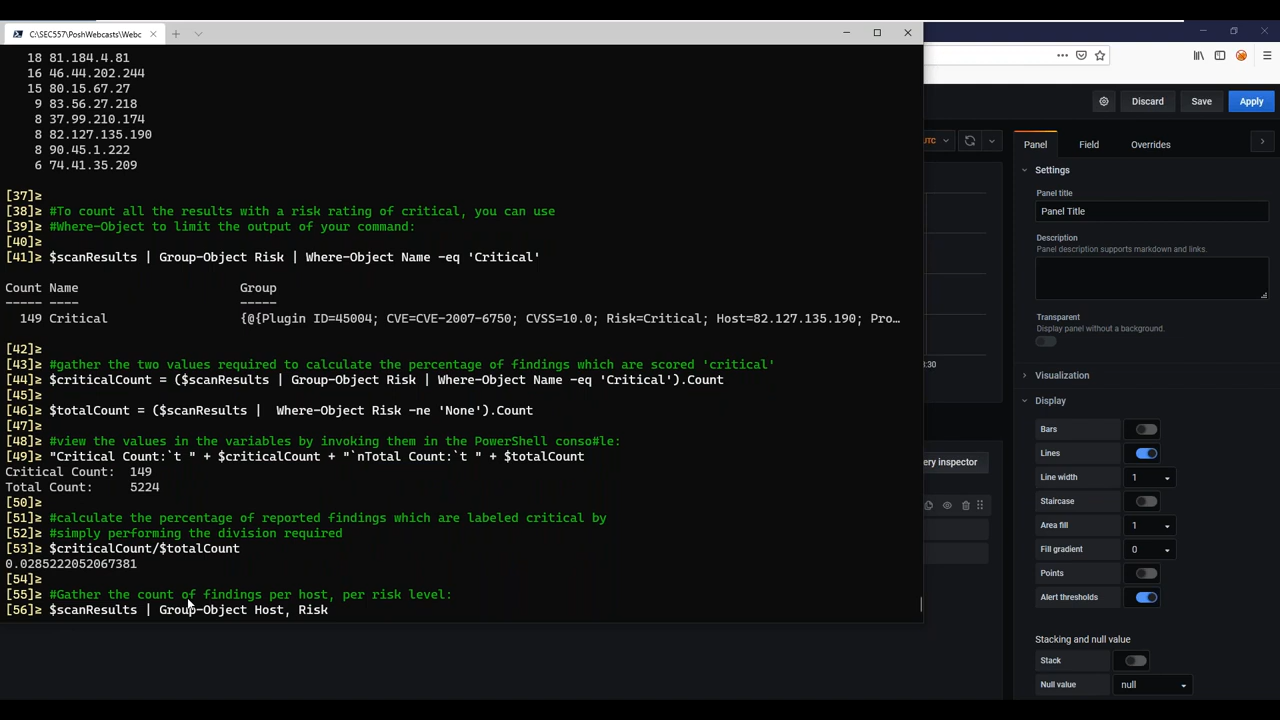 C:\SEC557\PoshWebcasts\Webc
18 81.184.4.81
16 46.44.202.244
15 80.15.67.27
9 83.56.27.218
8 37.99.210.174
8 82.127.135.190
8 90.45.1.222
6 74.41.35.209
[37]≥
[38]≥ #To count all the results with a risk rating of critical, you can use
[39]≥ #Where-Object to limit the output of your command:
[40]≥
[41]≥ $scanResults | Group-Object Risk | Where-Object Name -eq 'Critical'
Count Name Group
----- ---- -----
149 Critical {@{Plugin ID=45004; CVE=CVE-2007-6750; CVSS=10.0; Risk=Critical; Host=82.127.135.190; Pro…
[42]≥
[43]≥ #gather the two values required to calculate the percentage of findings which are scored 'critical'
[44]≥ $criticalCount = ($scanResults | Group-Object Risk | Where-Object Name -eq 'Critical').Count
[45]≥
[46]≥ $totalCount = ($scanResults |  Where-Object Risk -ne 'None').Count
[47]≥
[48]≥ #view the values in the variables by invoking them in the PowerShell conso#le:
[49]≥ "Critical Count:`t " + $criticalCount + "`nTotal Count:`t " + $totalCount
Critical Count:  149
Total Count:     5224
[50]≥
[51]≥ #calculate the percentage of reported findings which are labeled critical by
[52]≥ #simply performing the division required
[53]≥ $criticalCount/$totalCount
0.0285222052067381
[54]≥
[55]≥ #Gather the count of findings per host, per risk level:
[56]≥ $scanResults | Group-Object Host, Risk
Discard Save Apply
UTC
Panel Field Overrides
Settings
Panel title
Panel Title
Description
Panel description supports markdown and links.
Transparent
Display panel without a background.
:30
Visualization
Display
Bars
Lines
Line width 1
ery inspector
Staircase
Area fill 1
Fill gradient 0
Points
Alert thresholds
Stacking and null value
Stack
Null value null